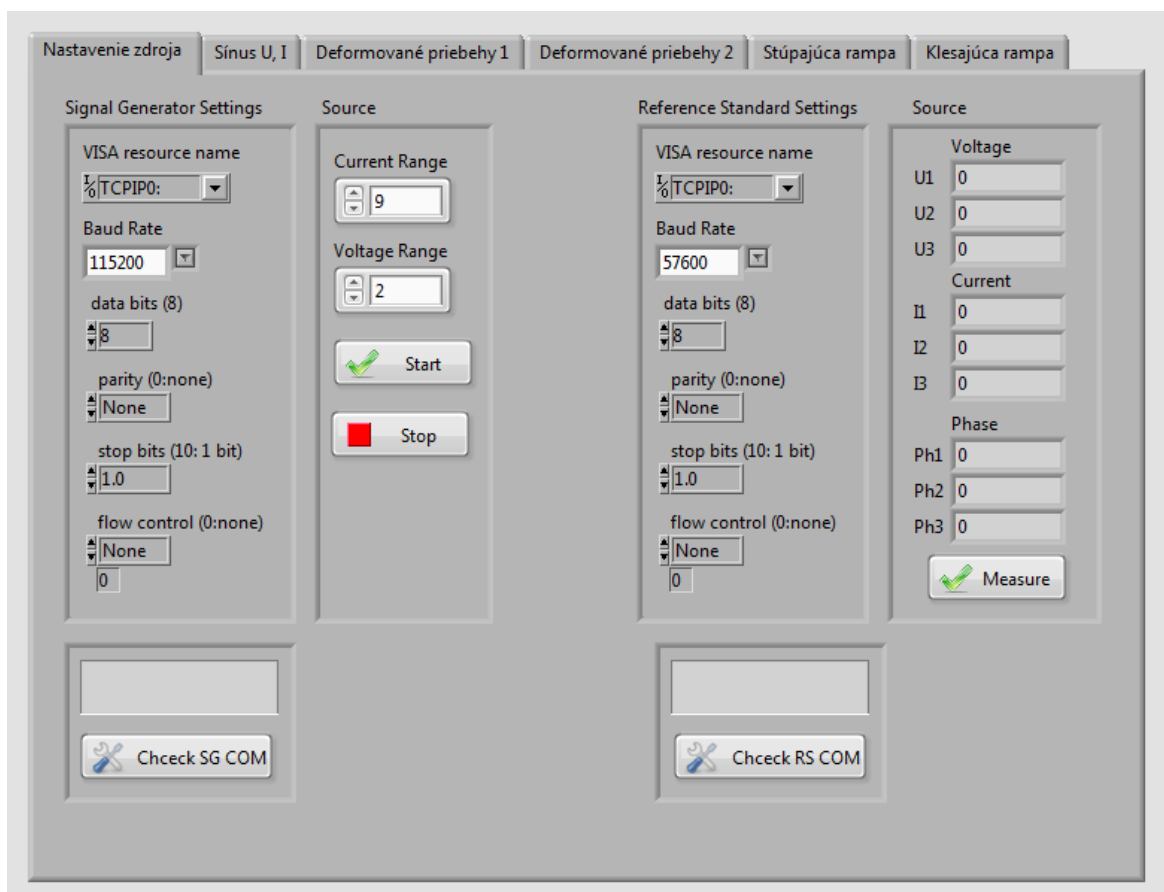 Nastavenie zdroja
Sínus U, I
Deformované priebehy 1
Deformované priebehy 2
Stúpajúca rampa
Klesajúca rampa
Signal Generator Settings
VISA resource name
I/O TCPIP0:
Baud Rate
115200
data bits (8)
8
parity (0:none)
None
stop bits (10: 1 bit)
1.0
flow control (0:none)
None
0
Chceck SG COM
Source
Current Range
9
Voltage Range
2
Start
Stop
Reference Standard Settings
VISA resource name
I/O TCPIP0:
Baud Rate
57600
data bits (8)
8
parity (0:none)
None
stop bits (10: 1 bit)
1.0
flow control (0:none)
None
0
Chceck RS COM
Source
Voltage
U1 0
U2 0
U3 0
Current
I1 0
I2 0
I3 0
Phase
Ph1 0
Ph2 0
Ph3 0
Measure